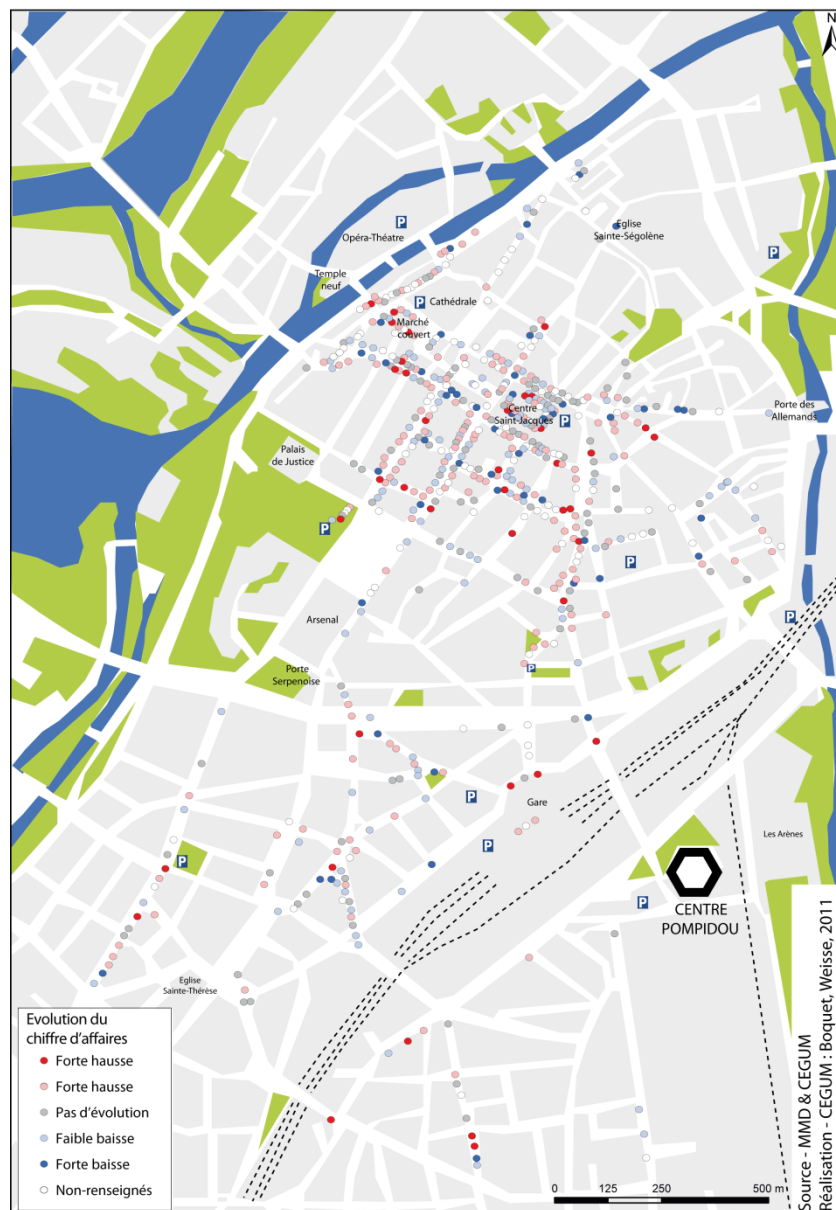 N
P
Opéra-Théatre
Eglise
Sainte-Ségolène
P
Temple
neuf
P
Cathédrale
Marché
couvert
Centre
Saint-Jacques
P
Porte des
Allemands
Palais
de Justice
P
P
Arsenal
P
Porte
Serpenoise
P
P
Gare
P
Les Arènes
P
P
CENTRE
POMPIDOU
Eglise
Sainte-Thérèse
Evolution du
chiffre d'affaires
Forte hausse
Forte hausse
Pas d'évolution
Faible baisse
Forte baisse
Non-renseignés
0 125 250 500 m
Source - MMD & CEGUM
Réalisation - CEGUM : Boquet, Weisse, 2011